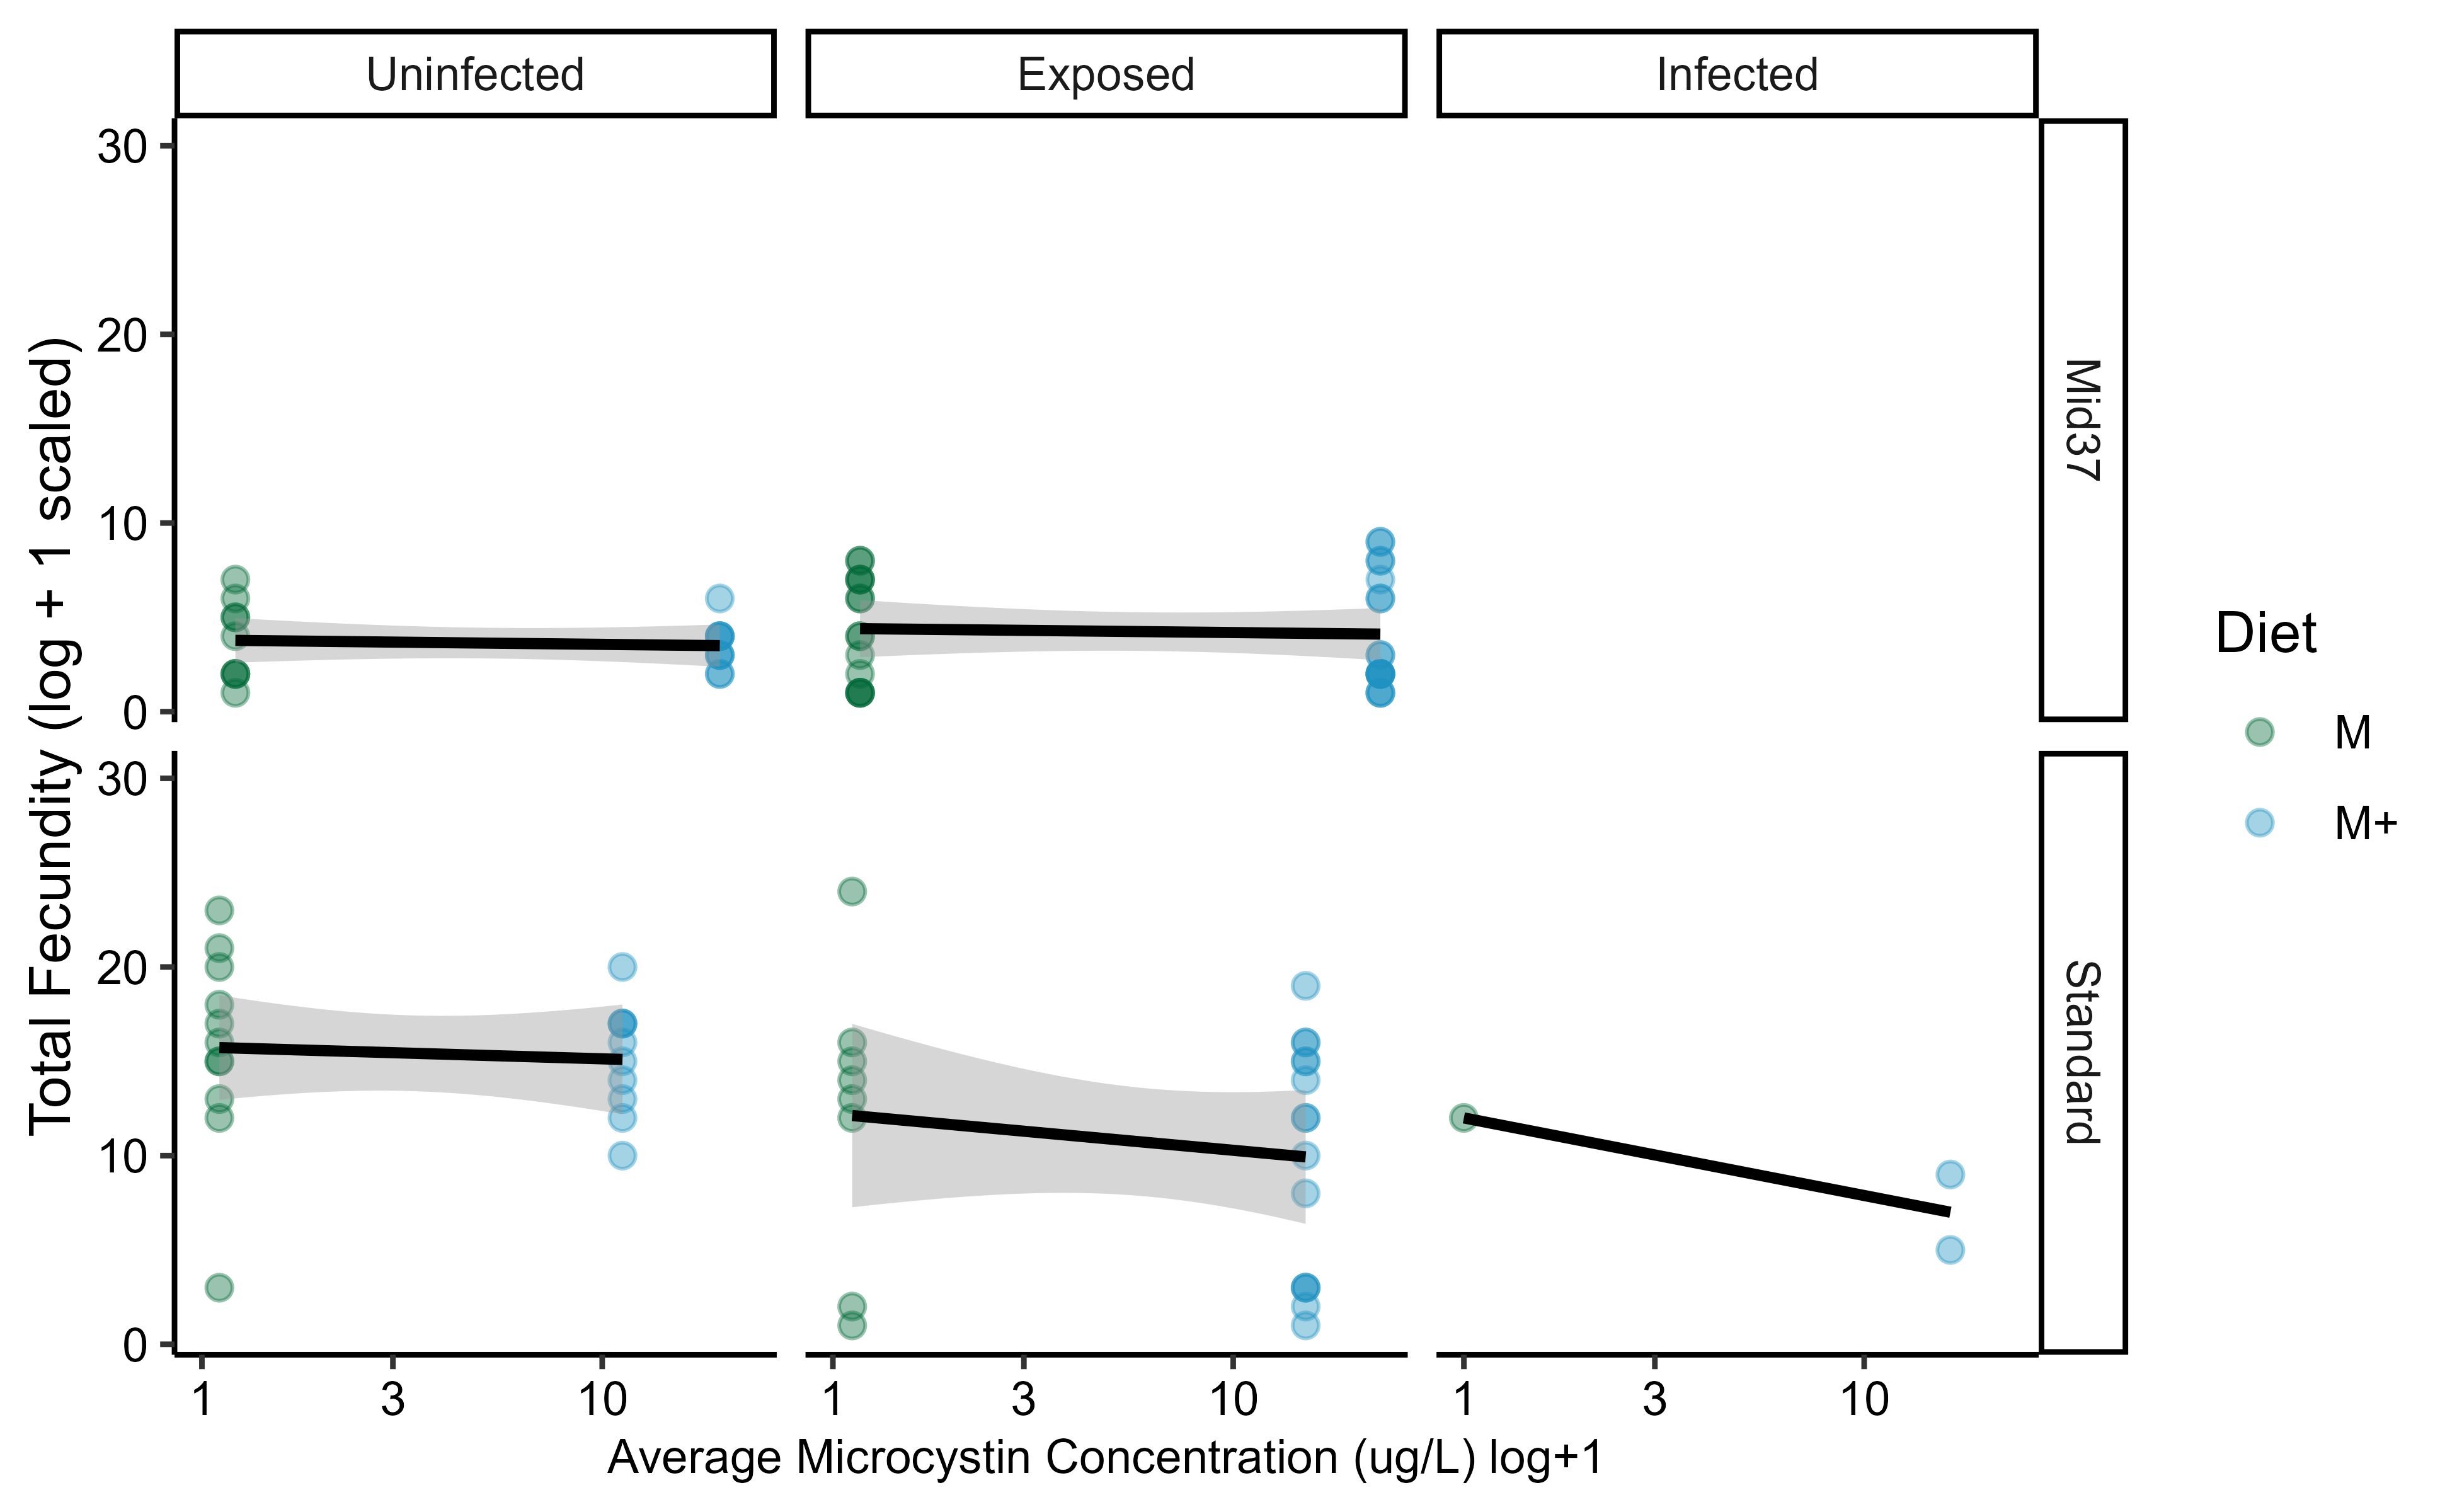 Uninfected Exposed Infected
30
20
10
0
Mid37
Total Fecundity (log + 1 scaled)
30
20
10
0
Standard
1 3 10 1 3 10 1 3 10
Average Microcystin Concentration (ug/L) log+1
Diet
M
M+